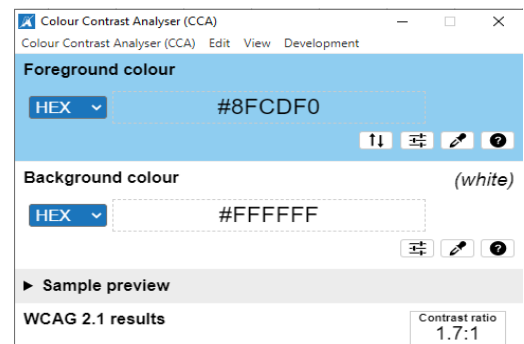 Colour Contrast Analyser (CCA)
Colour Contrast Analyser (CCA) Edit View Development
Foreground colour
HEX #8FCDF0
Background colour (white)
HEX #FFFFFF
Sample preview
WCAG 2.1 results
Contrast ratio
1.7:1